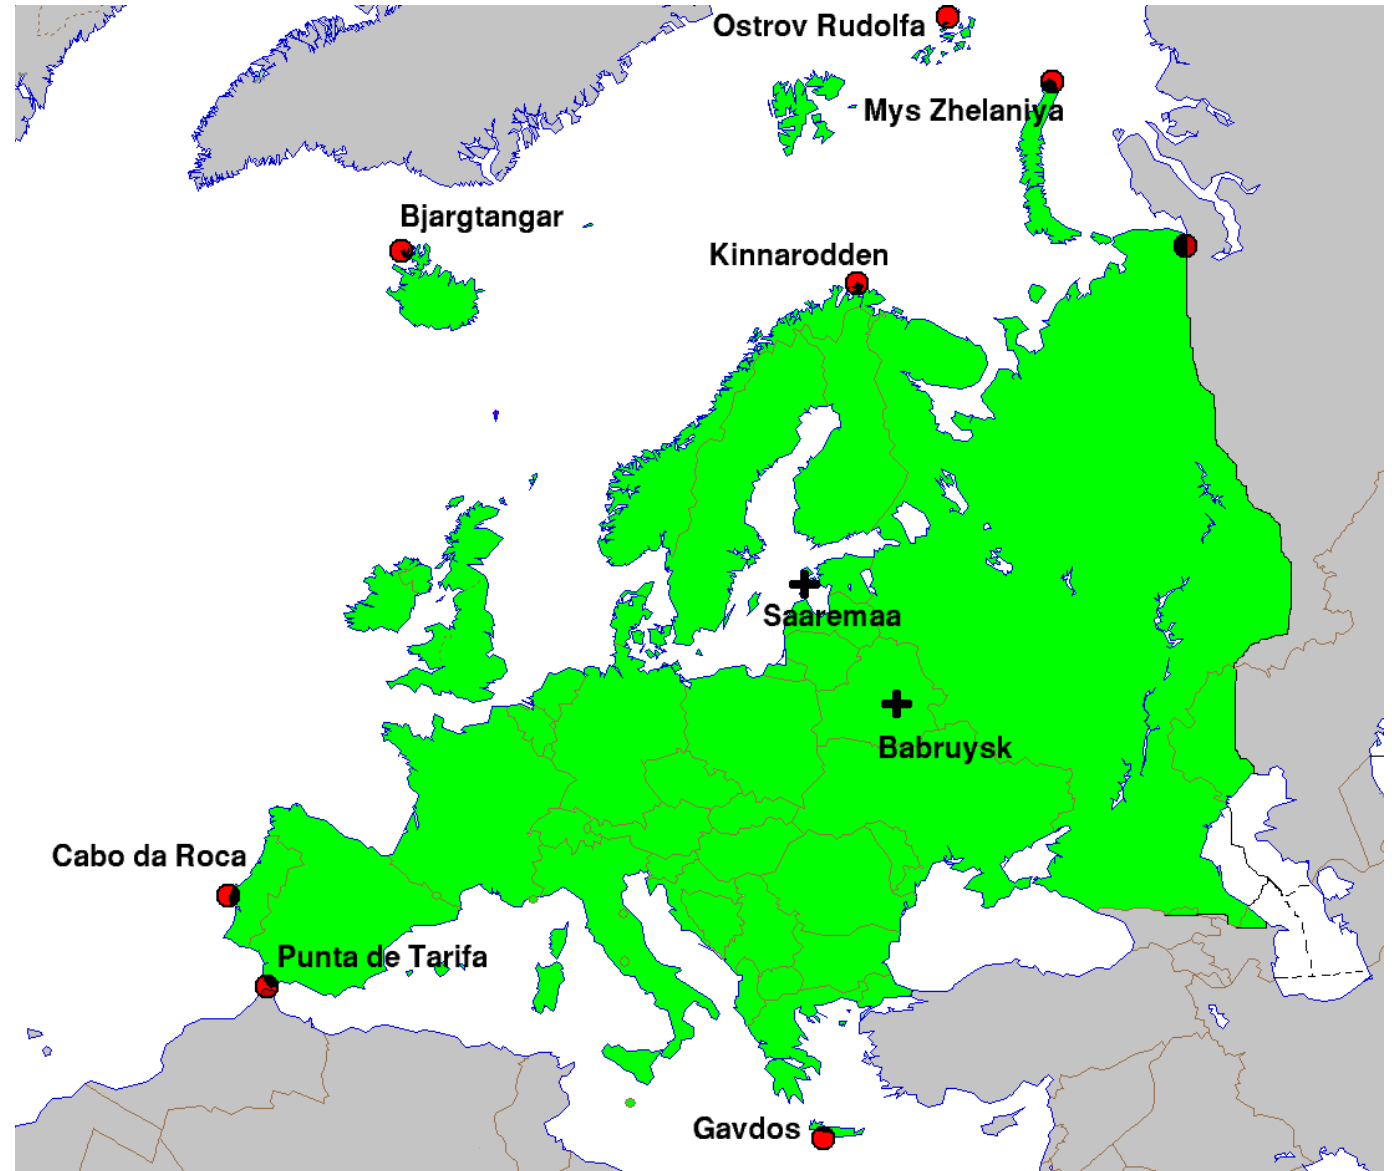 Ostrov Rudolfa
Mys Zhelaniya
Bjargtangar
Kinnarodden
Saaremaa
Babruysk
Cabo da Roca
Punta de Tarifa
Gavdos